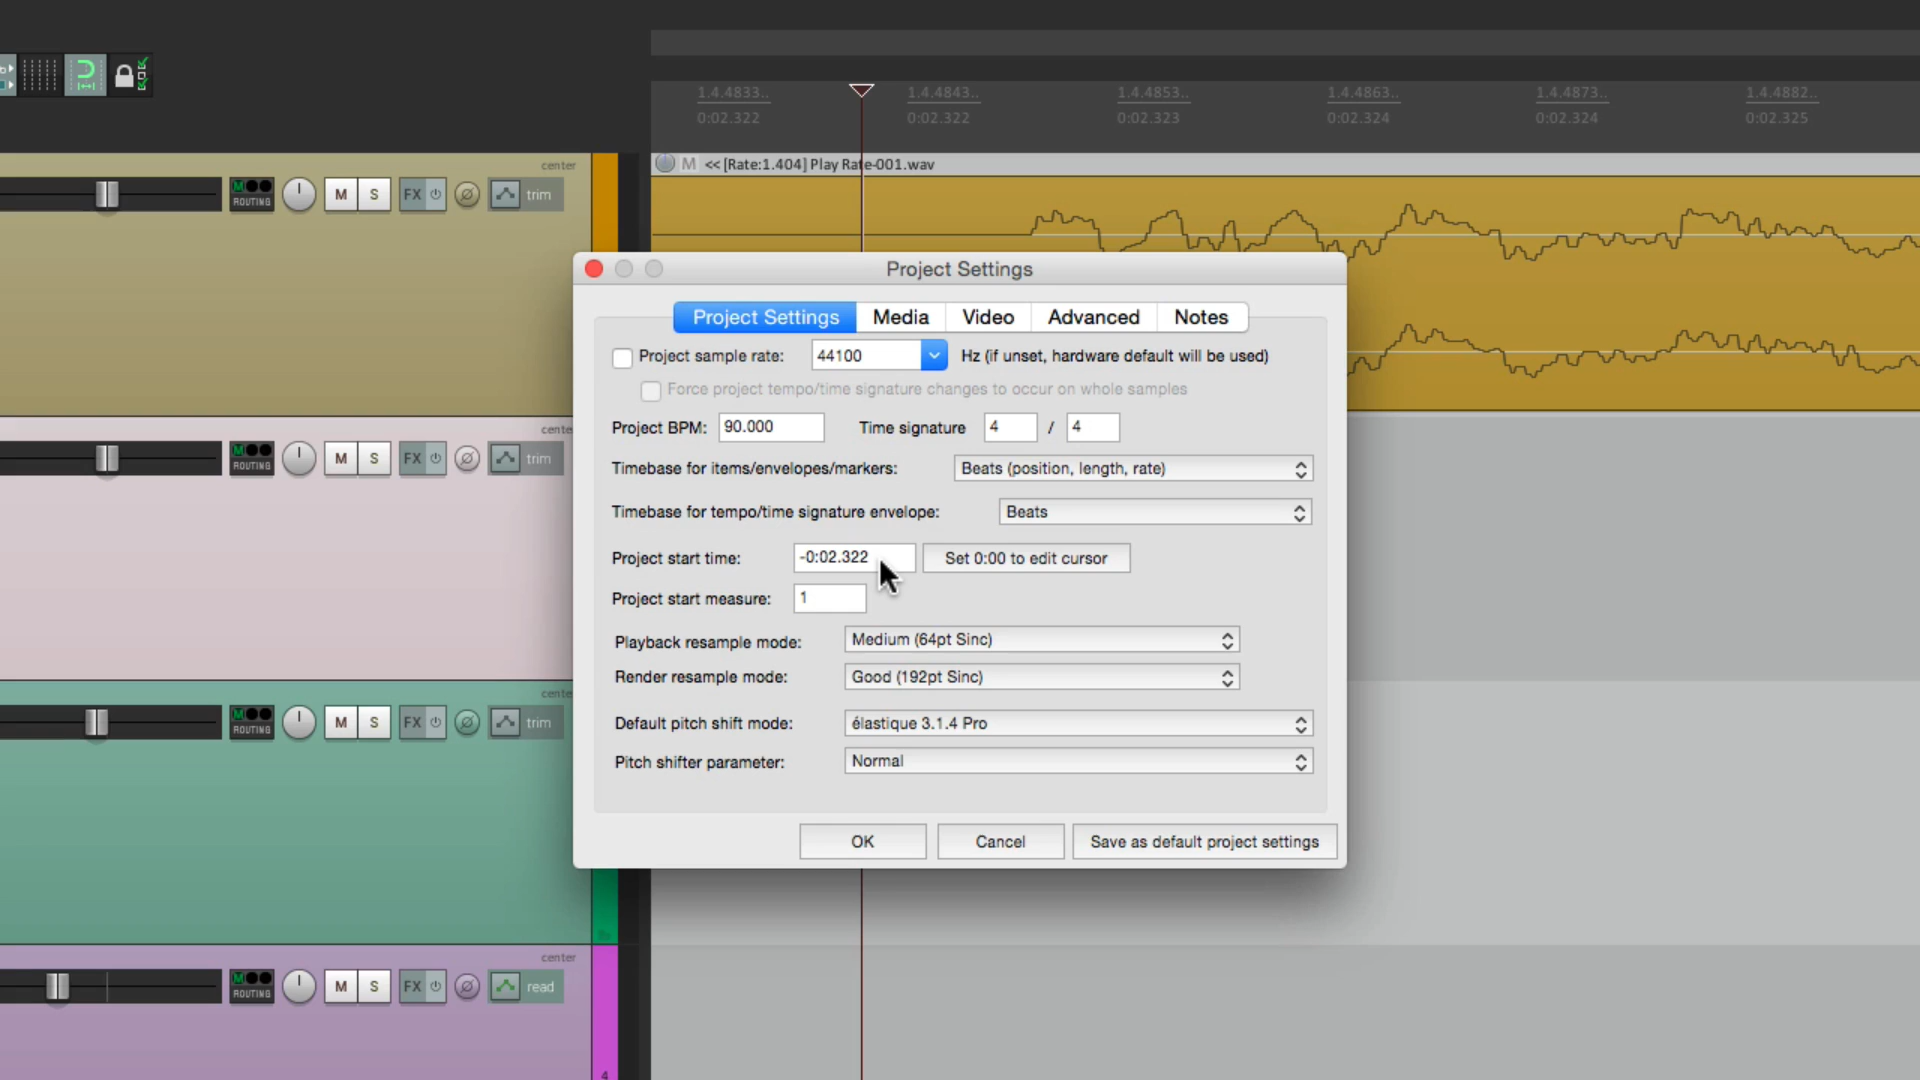 1.4.4833.. 1.4.4843.. 1.4.4853.. 1.4.4863.. 1.4.4873.. 1.4.4882..
0:02.322 0:02.322 0:02.323 0:02.324 0:02.324 0:02.325
center
M << [Rate:1.404] Play Rate-001.wav
M ROUTING M S FX trim
Project Settings
Project Settings Media Video Advanced Notes
Project sample rate: 44100 Hz (if unset, hardware default will be used)
Force project tempo/time signature changes to occur on whole samples
Project BPM: 90.000 Time signature 4 / 4
cente
M ROUTING M S FX trim
Timebase for items/envelopes/markers: Beats (position, length, rate)
Timebase for tempo/time signature envelope: Beats
Project start time: -0:02.322 Set 0:00 to edit cursor
Project start measure: 1
Playback resample mode: Medium (64pt Sinc)
Render resample mode: Good (192pt Sinc)
cente
M ROUTING M S FX trim
Default pitch shift mode: élastique 3.1.4 Pro
Pitch shifter parameter: Normal
OK Cancel Save as default project settings
center
M ROUTING M S FX read
4